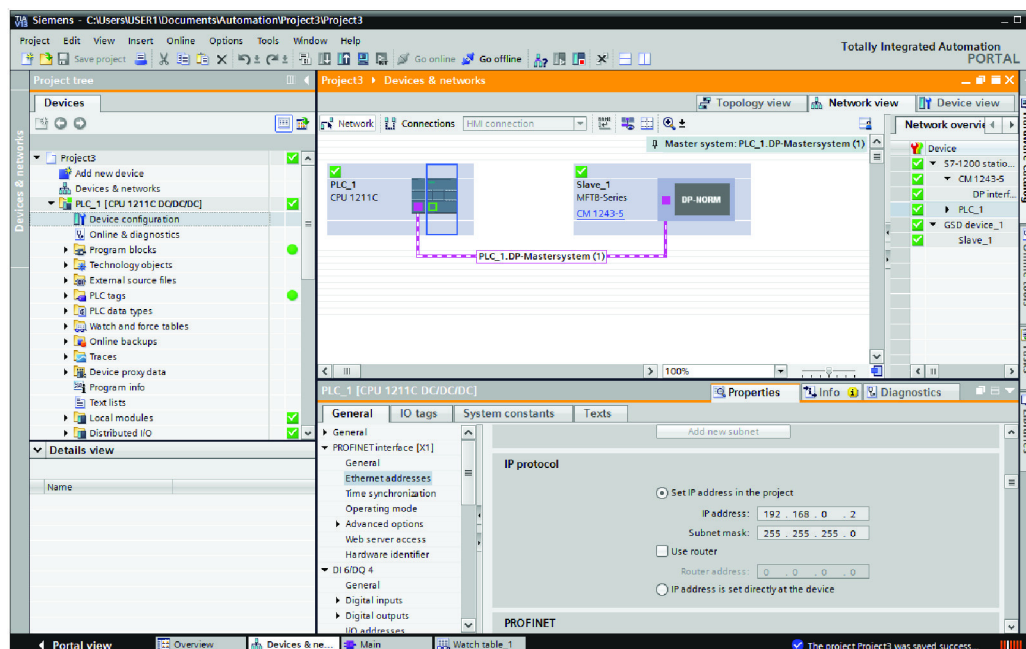 Siemens - C:\Users\USER1\Documents\Automation\Project3\Project3
Project Edit View Insert Online Options Tools Window Help
Totally Integrated Automation
PORTAL
Save project
Go online
Go offline
Project tree
Project3 Devices & networks
Devices
Topology view
Network view
Device view
Network
Connections
HMI connection
Network overvie
Devices & networks
Master system: PLC_1.DP-Mastersystem (1)
Project3
Add new device
Devices & networks
PLC_1 [CPU 1211C DC/DC/DC]
Device configuration
Online & diagnostics
Program blocks
Technology objects
External source files
PLC tags
PLC data types
Watch and force tables
Online backups
Traces
Device proxy data
Program info
Text lists
Local modules
Distributed I/O
PLC_1
CPU 1211C
Slave_1
MFTB-Series
CM 1243-5
DP-NORM
PLC_1.DP-Mastersystem (1)
100%
Device
S7-1200 statio...
CM 1243-5
DP interf...
PLC_1
GSD device_1
Slave_1
Details view
Name
PLC_1 [CPU 1211C DC/DC/DC]
Properties
Info
Diagnostics
General
IO tags
System constants
Texts
General
PROFINET interface [X1]
General
Ethernet addresses
Time synchronization
Operating mode
Advanced options
Web server access
Hardware identifier
DI 6/DQ 4
General
Digital inputs
Digital outputs
I/O addresses
Add new subnet
IP protocol
Set IP address in the project
IP address: 192 . 168 . 0 . 2
Subnet mask: 255 . 255 . 255 . 0
Use router
Router address: 0 . 0 . 0 . 0
IP address is set directly at the device
PROFINET
Portal view
Overview
Devices & ne...
Main
Watch table_1
The project Project3 was saved success...